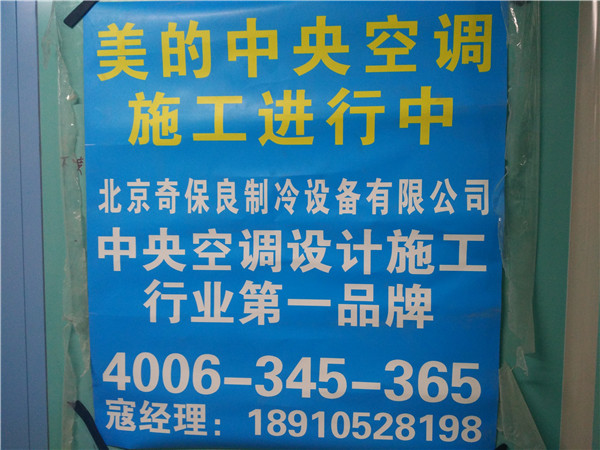 美的中央空调
施工进行中
北京奇保良制冷设备有限公司
中央空调设计施工
行业第一品牌
4006-345-365
寇经理：18910528198